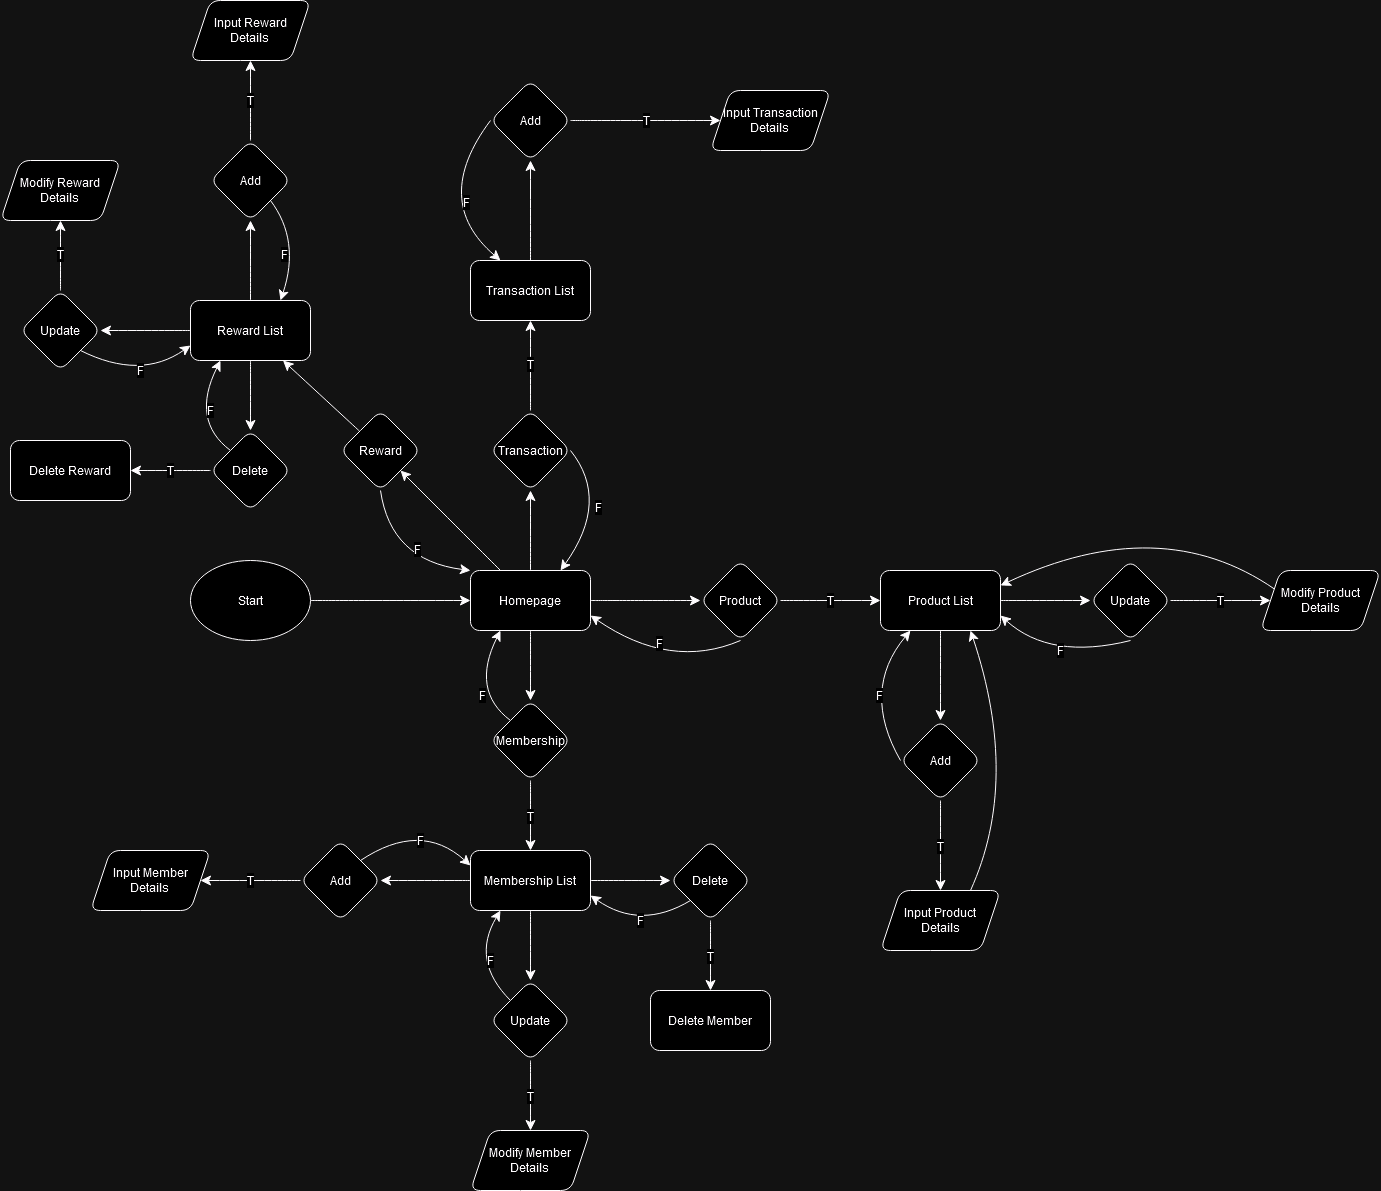 Input Reward
Details
T
Add
Input Transaction
Details
T
Add
Modify Reward
Details
T
F
F
Transaction List
Update
Reward List
F
T
F
Delete Reward
T
Delete
Reward
Transaction
F
F
Start
Homepage
Product
T
Product List
Update
T
Modify Product
Details
F
F
F
F
Membership
Add
T
T
F
Input Member
Details
T
Add
Membership List
Delete
Input Product
Details
F
F
T
Update
Delete Member
T
Modify Member
Details